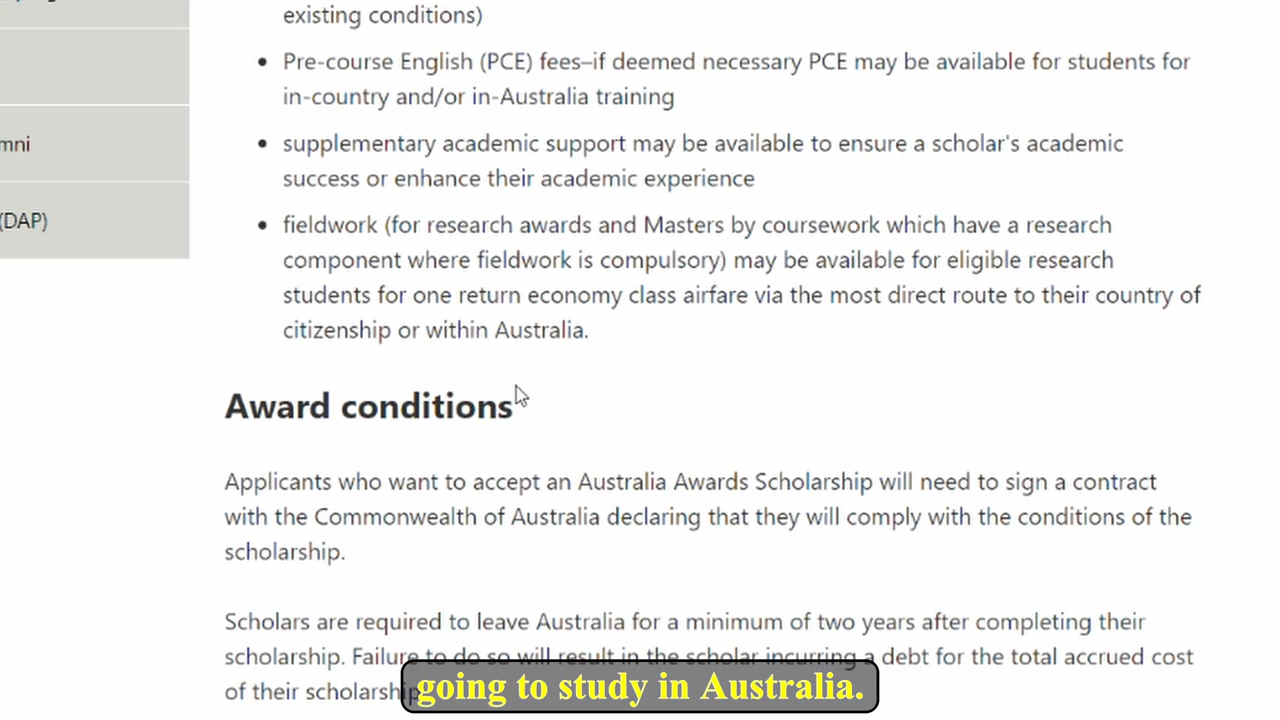 existing conditions)
• Pre-course English (PCE) fees–if deemed necessary PCE may be available for students for
in-country and/or in-Australia training
mni
• supplementary academic support may be available to ensure a scholar's academic
success or enhance their academic experience
(DAP)
• fieldwork (for research awards and Masters by coursework which have a research
component where fieldwork is compulsory) may be available for eligible research
students for one return economy class airfare via the most direct route to their country of
citizenship or within Australia.
Award conditions
Applicants who want to accept an Australia Awards Scholarship will need to sign a contract
with the Commonwealth of Australia declaring that they will comply with the conditions of the
scholarship.
Scholars are required to leave Australia for a minimum of two years after completing their
scholarship. Failure to do so will result in the scholar incurring a debt for the total accrued cost
of their scholarship
going to study in Australia.